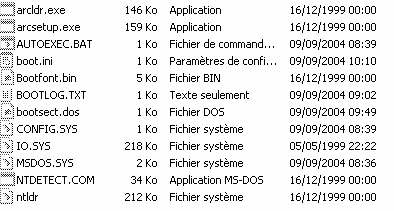 arcldr.exe 146 Ko Application 16/12/1999 00:00
arcsetup.exe 159 Ko Application 16/12/1999 00:00
AUTOEXEC.BAT 1 Ko Fichier de command... 09/09/2004 08:39
boot.ini 1 Ko Paramètres de confi... 09/09/2004 10:10
Bootfont.bin 5 Ko Fichier BIN 16/12/1999 00:00
BOOTLOG.TXT 1 Ko Texte seulement 09/09/2004 09:02
bootsect.dos 1 Ko Fichier DOS 09/09/2004 09:49
CONFIG.SYS 1 Ko Fichier système 09/09/2004 08:39
IO.SYS 218 Ko Fichier système 05/05/1999 22:22
MSDOS.SYS 2 Ko Fichier système 09/09/2004 08:36
NTDETECT.COM 34 Ko Application MS-DOS 16/12/1999 00:00
ntldr 212 Ko Fichier système 16/12/1999 00:00